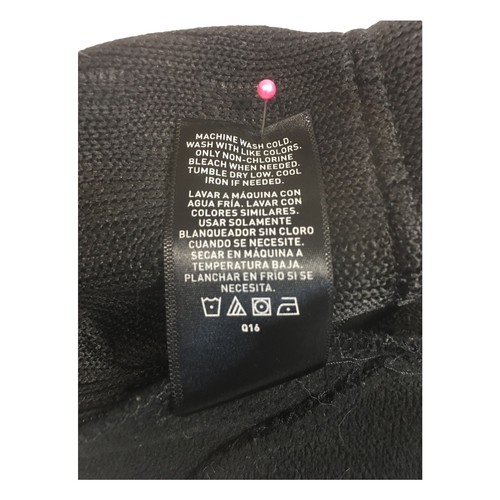 MACHINE WASH COLD.
WASH WITH LIKE COLORS.
ONLY NON-CHLORINE
BLEACH WHEN NEEDED.
TUMBLE DRY LOW. COOL
IRON IF NEEDED.
LAVAR A MÁQUINA CON
AGUA FRÍA. LAVAR CON
COLORES SIMILARES.
USAR SOLAMENTE
BLANQUEADOR SIN CLORO
CUANDO SE NECESITE.
SECAR EN MÁQUINA A
TEMPERATURA BAJA.
PLANCHAR EN FRÍO SI SE
NECESITA.
Q16